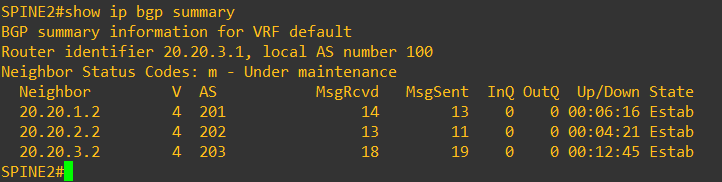 SPINE2#show ip bgp summary
BGP summary information for VRF default
Router identifier 20.20.3.1, local AS number 100
Neighbor Status Codes: m - Under maintenance
  Neighbor         V  AS           MsgRcvd   MsgSent  InQ OutQ  Up/Down State
  20.20.1.2        4  201               14        13    0    0 00:06:16 Estab
  20.20.2.2        4  202               13        11    0    0 00:04:21 Estab
  20.20.3.2        4  203               18        19    0    0 00:12:45 Estab
SPINE2#